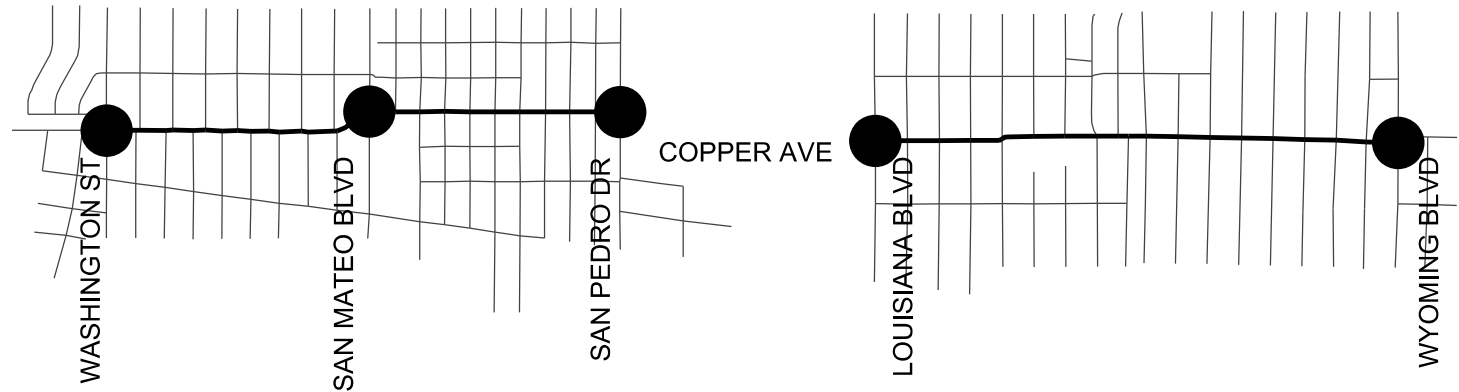 COPPER AVE
WASHINGTON ST
SAN MATEO BLVD
SAN PEDRO DR
LOUISIANA BLVD
WYOMING BLVD